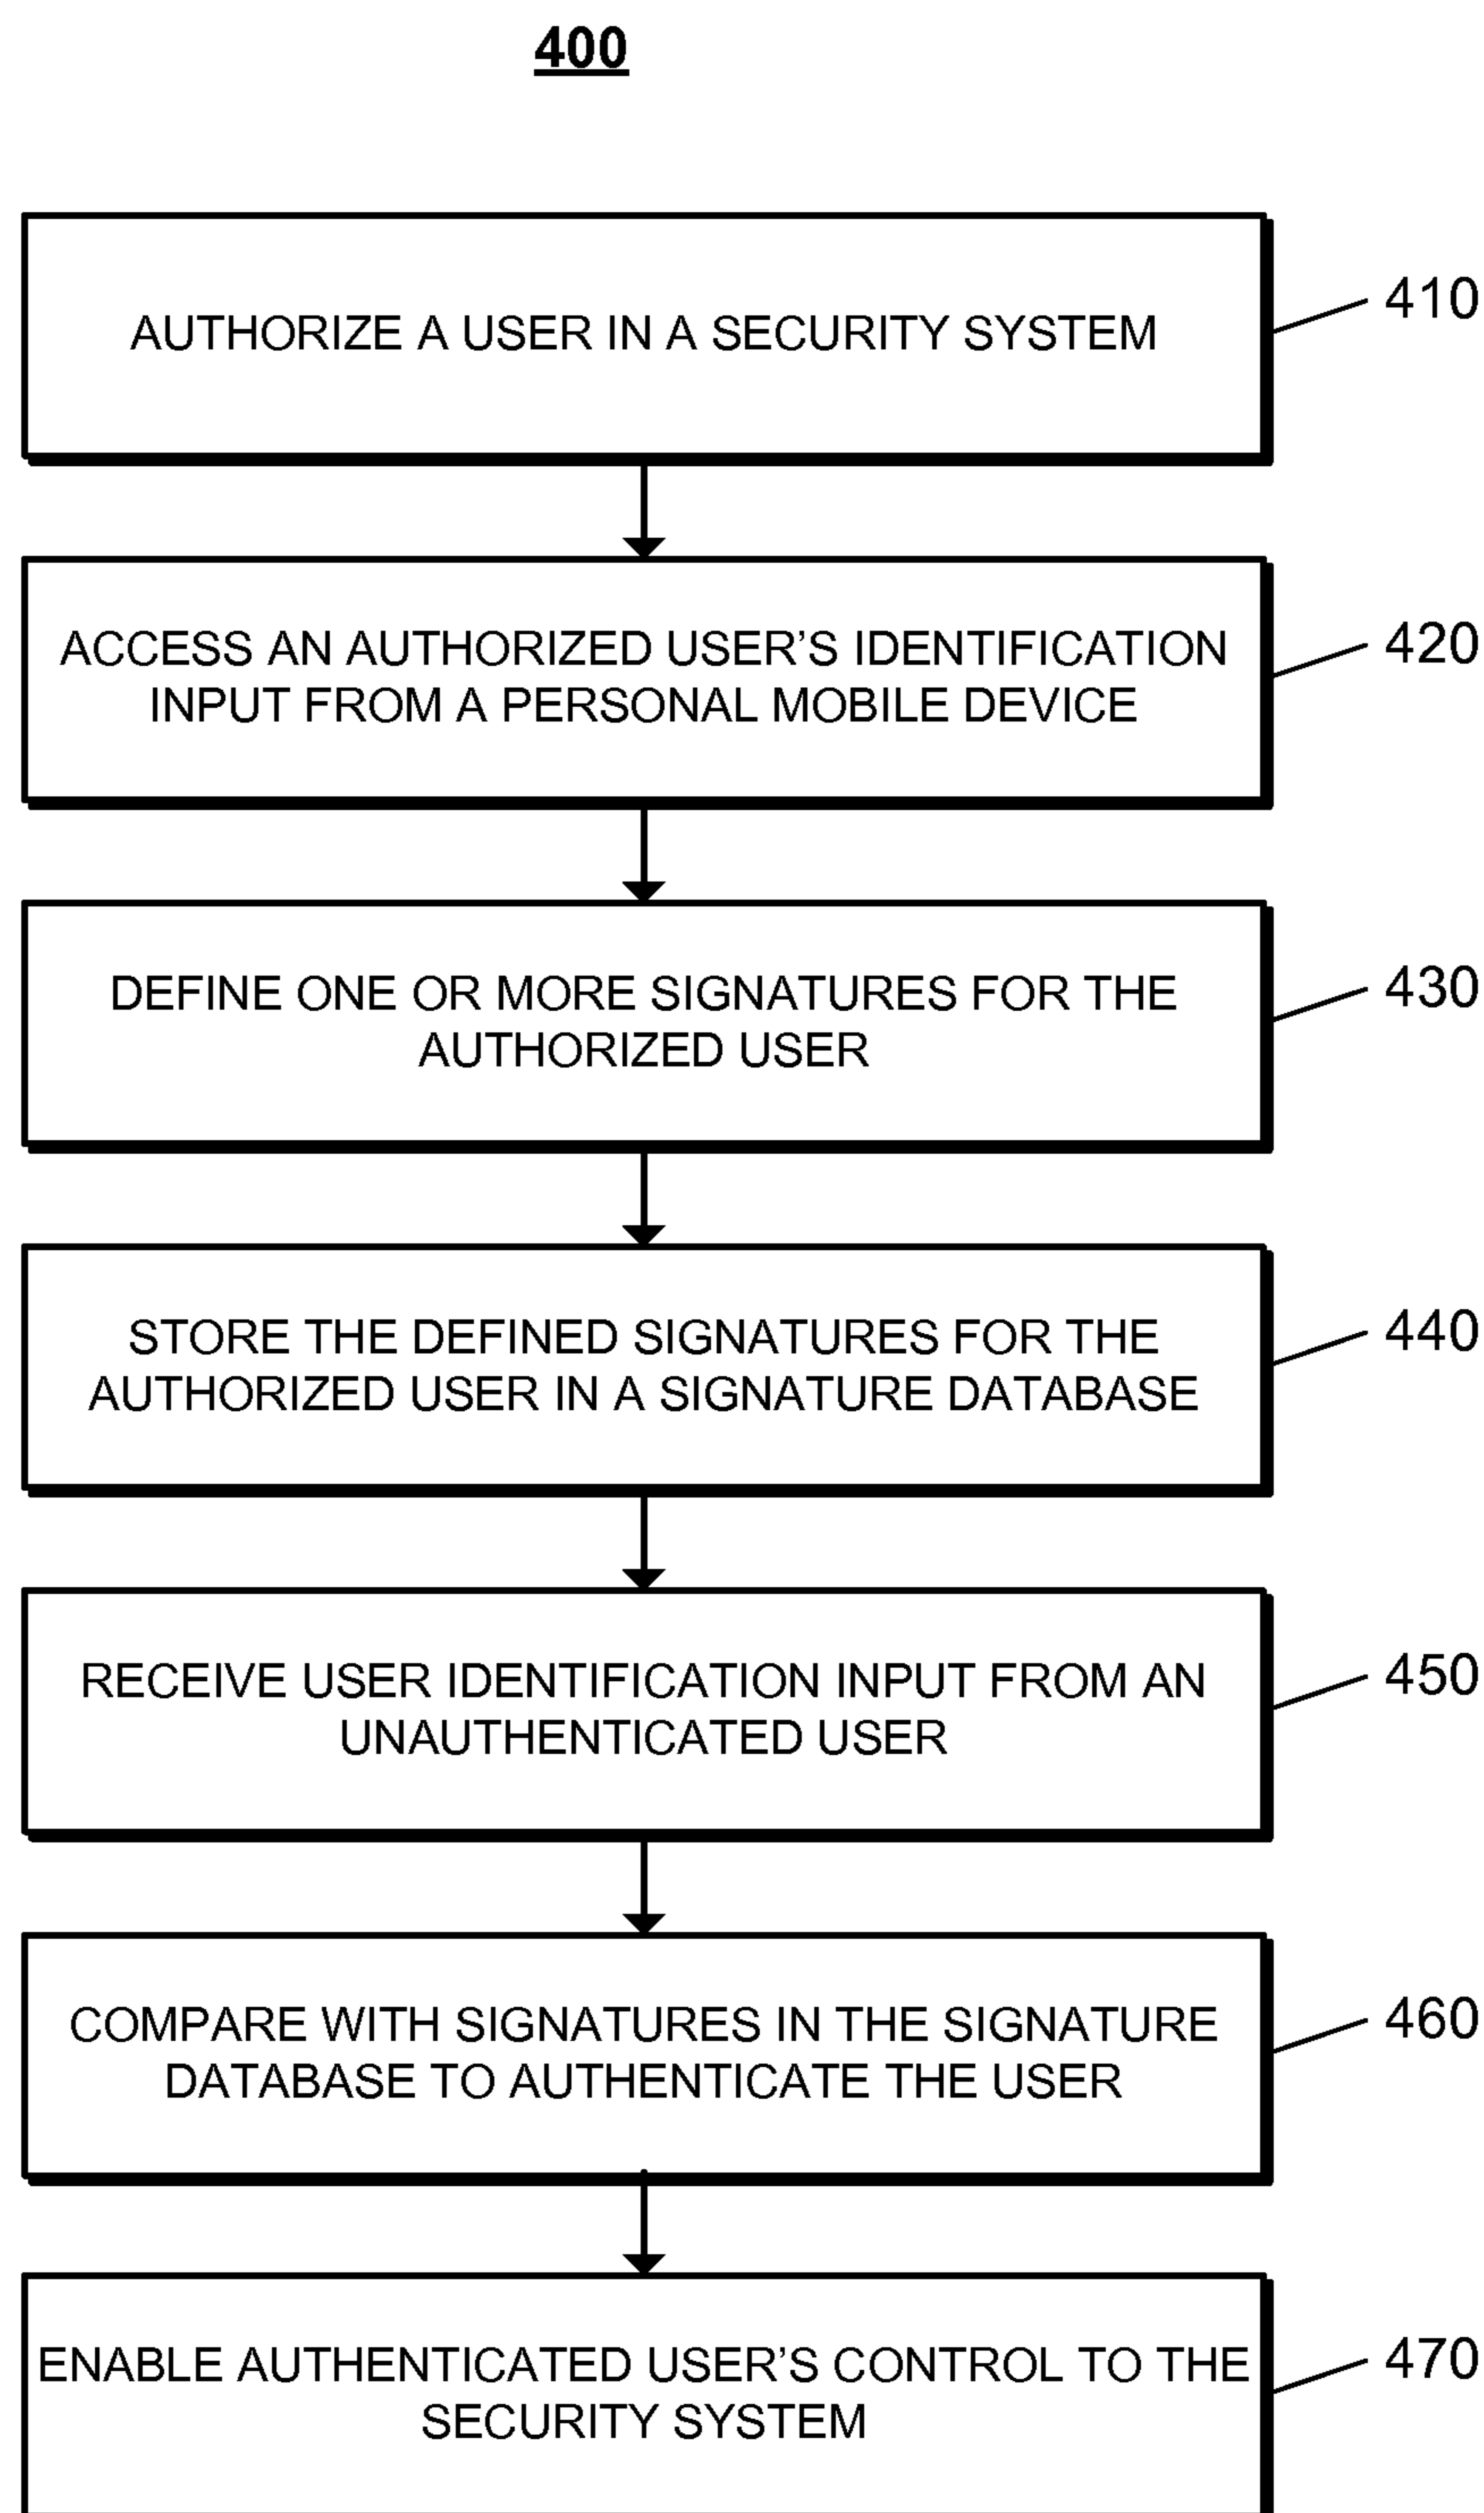 400
AUTHORIZE A USER IN A SECURITY SYSTEM
410
ACCESS AN AUTHORIZED USER’S IDENTIFICATION
INPUT FROM A PERSONAL MOBILE DEVICE
420
DEFINE ONE OR MORE SIGNATURES FOR THE
AUTHORIZED USER
430
STORE THE DEFINED SIGNATURES FOR THE
AUTHORIZED USER IN A SIGNATURE DATABASE
440
RECEIVE USER IDENTIFICATION INPUT FROM AN
UNAUTHENTICATED USER
450
COMPARE WITH SIGNATURES IN THE SIGNATURE
DATABASE TO AUTHENTICATE THE USER
460
ENABLE AUTHENTICATED USER’S CONTROL TO THE
SECURITY SYSTEM
470